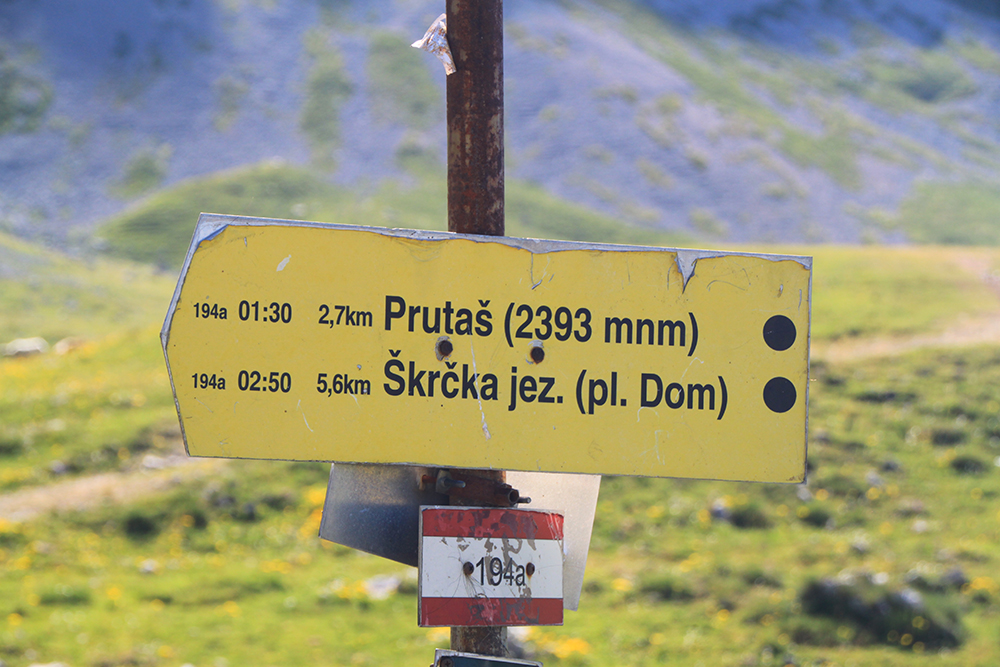 194a 01:30 2,7km Prutaš (2393 mnm)
194a 02:50 5,6km Škrčka jez. (pl. Dom)
194a